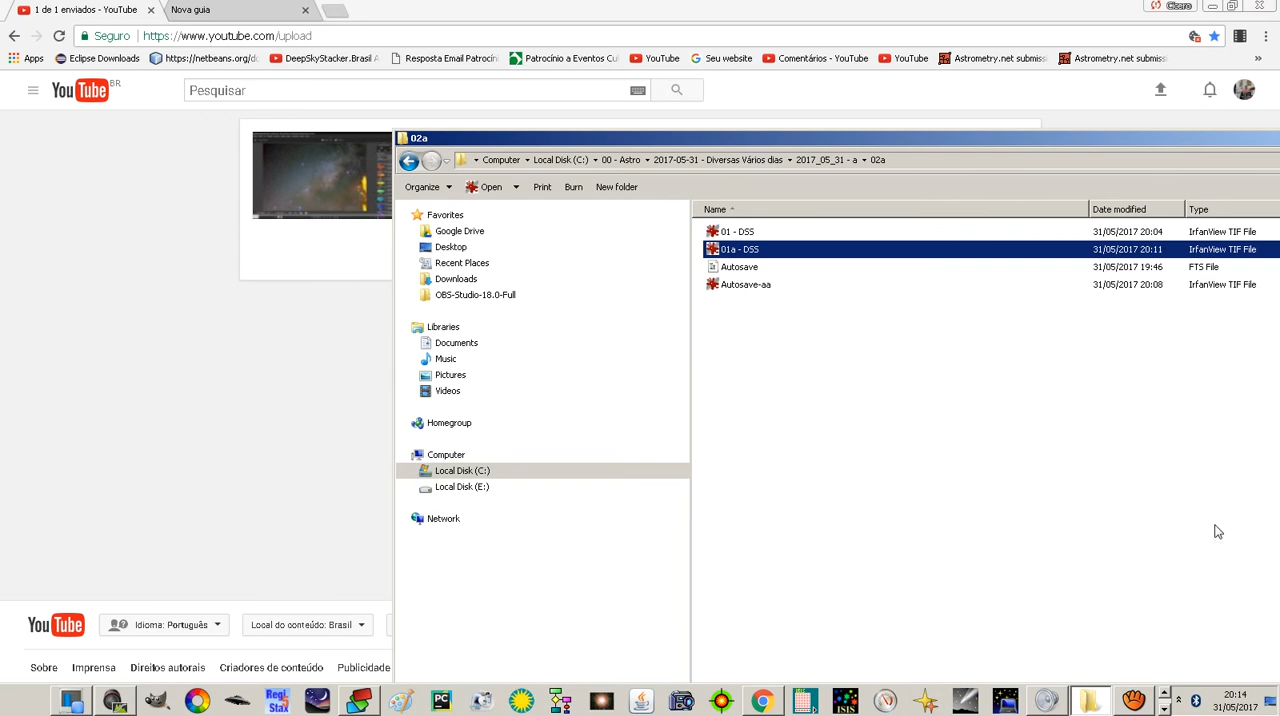 1 de 1 enviados - YouTube
Nova guia
Cicero
Seguro
https://www.youtube.com/upload
Apps
Eclipse Downloads
https://netbeans.org/do
DeepSkyStacker.Brasil A
Resposta Email Patrocín
Patrocínio a Eventos Cul
YouTube
Seu website
Comentários - YouTube
YouTube
Astrometry.net submiss
Astrometry.net submiss
YouTube BR
Pesquisar
02a
Computer
Local Disk (C:)
00 - Astro
2017-05-31 - Diversas Vários dias
2017_05_31 - a
02a
Organize
Open
Print
Burn
New folder
Favorites
Google Drive
Desktop
Recent Places
Downloads
OBS-Studio-18.0-Full
Libraries
Documents
Music
Pictures
Videos
Homegroup
Computer
Local Disk (C:)
Local Disk (E:)
Network
Name
Date modified
Type
01 - DSS
31/05/2017 20:04
IrfanView TIF File
01a - DSS
31/05/2017 20:11
IrfanView TIF File
Autosave
31/05/2017 19:46
FTS File
Autosave-aa
31/05/2017 20:08
IrfanView TIF File
YouTube
Idioma: Português
Local do conteúdo: Brasil
Sobre
Imprensa
Direitos autorais
Criadores de conteúdo
Publicidade
Regi
Stax
PC
ISIS
20:14
31/05/2017